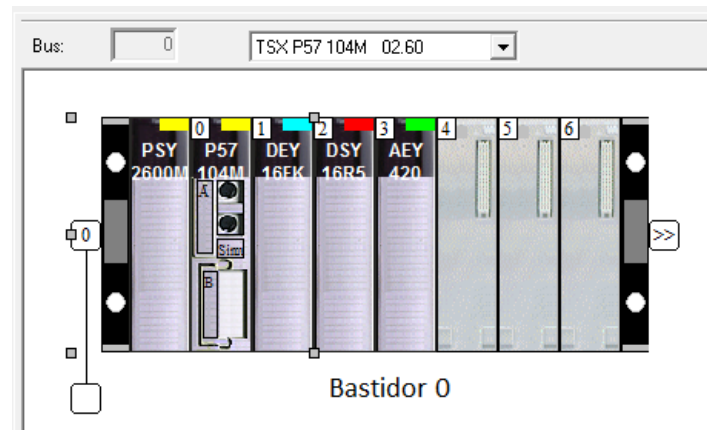 Bus: 0 TSX P57 104M 02.60
0 1 2 3 4 5 6
PSY P57 DEY DSY AEY
2600M 104M 16FK 16R5 420
A
0 >>
B
Bastidor 0